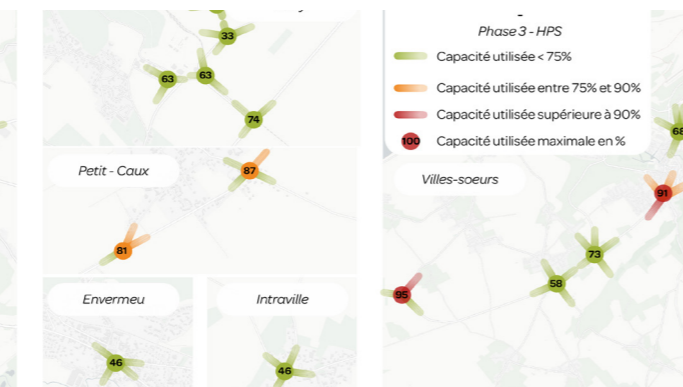 33
63
63
74
Petit - Caux
87
81
Envermeu
46
Intraville
46
Phase 3 - HPS
Capacité utilisée < 75%
Capacité utilisée entre 75% et 90%
Capacité utilisée supérieure à 90%
100 Capacité utilisée maximale en %
68
Villes-soeurs
91
73
58
95